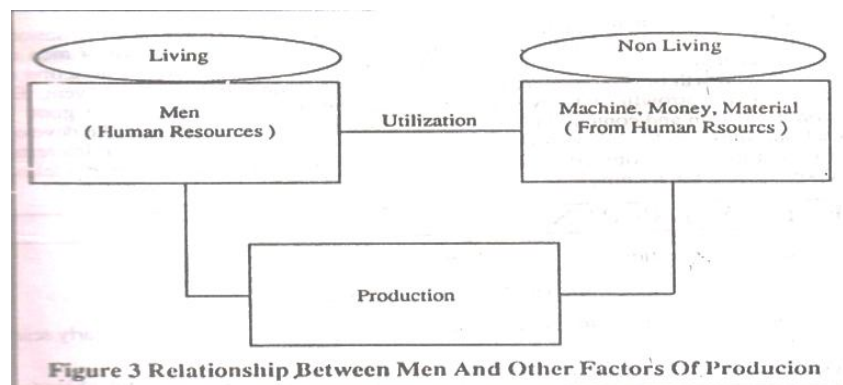 Living
Non Living
Men
( Human Resources )
Utilization
Machine, Money, Material
( From Human Rsourcs )
Production
Figure 3 Relationship Between Men And Other Factors Of Producion